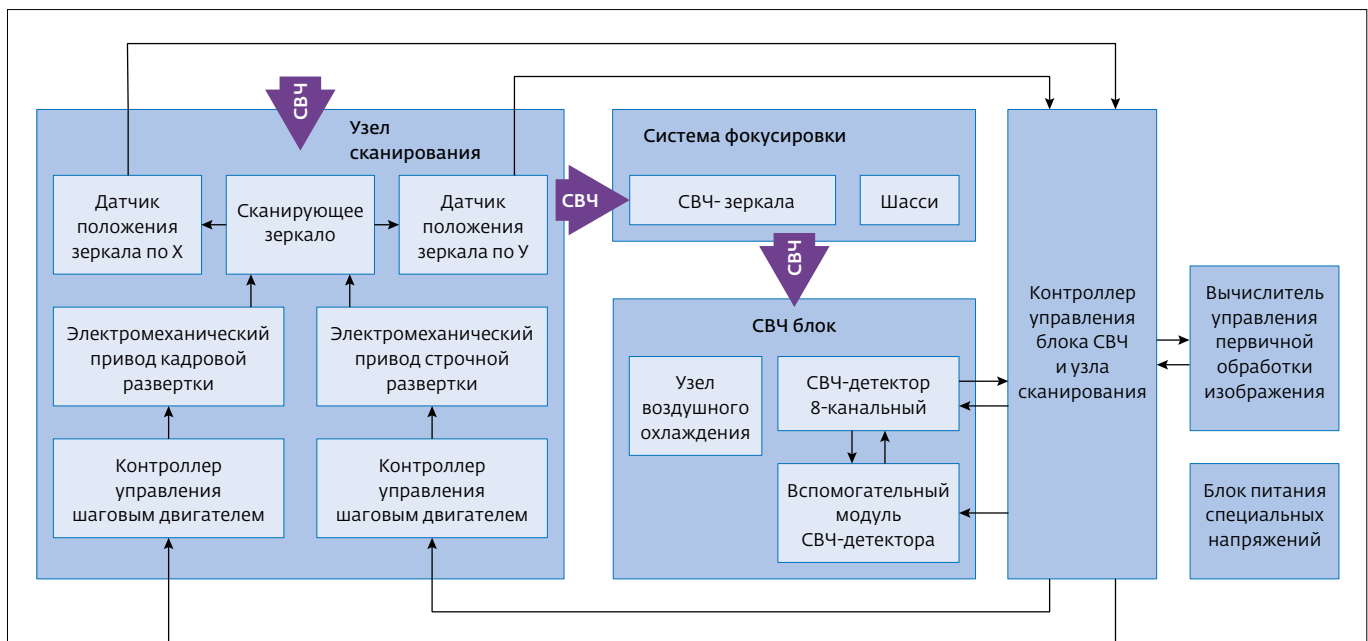 СВЧ
Узел
сканирования
Датчик
положения
зеркала по X
Сканирующее
зеркало
Датчик
положения
зеркала по У
Электромеханический
привод кадровой
развертки
Электромеханический
привод строчной
развертки
Контроллер
управления
шаговым двигателем
Контроллер
управления
шаговым двигателем
СВЧ
Система фокусировки
СВЧ- зеркала
Шасси
СВЧ
СВЧ блок
Узел
воздушного
охлаждения
СВЧ-детектор
8-канальный
Вспомогательный
модуль
СВЧ-детектора
Контроллер
управления
блока СВЧ
и узла
сканирования
Вычислитель
управления
первичной
обработки
изображения
Блок питания
специальных
напряжений